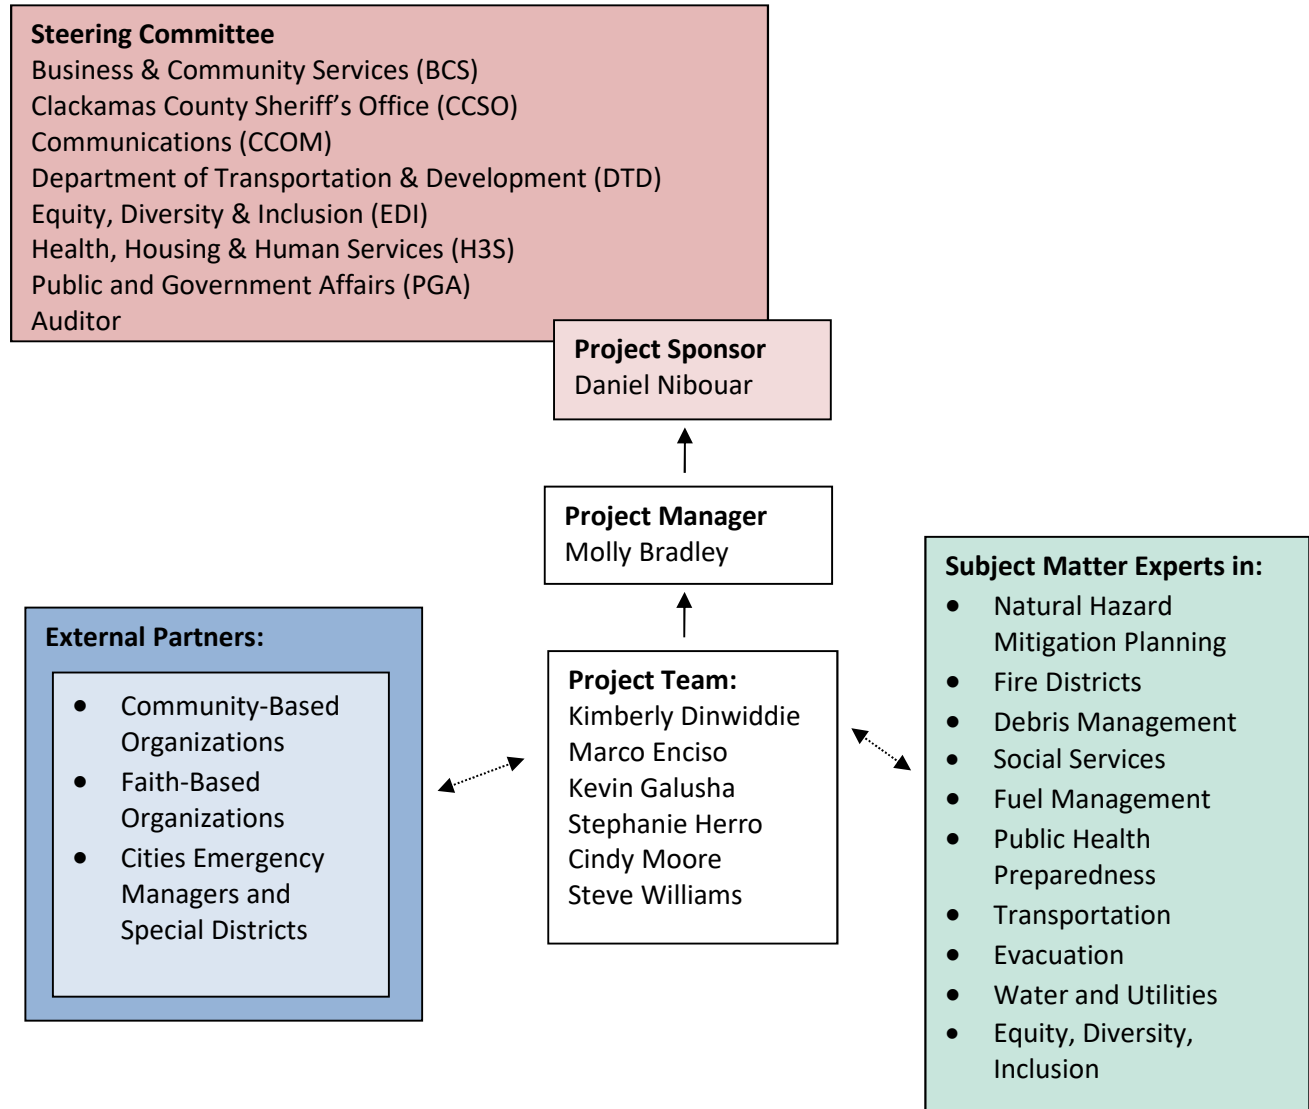 Steering Committee
Business & Community Services (BCS)
Clackamas County Sheriff’s Office (CCSO)
Communications (CCOM)
Department of Transportation & Development (DTD)
Equity, Diversity & Inclusion (EDI)
Health, Housing & Human Services (H3S)
Public and Government Affairs (PGA)
Auditor
Project Sponsor
Daniel Nibouar
Project Manager
Molly Bradley
External Partners:
• Community-Based
Organizations
• Faith-Based
Organizations
• Cities Emergency
Managers and
Special Districts
Project Team:
Kimberly Dinwiddie
Marco Enciso
Kevin Galusha
Stephanie Herro
Cindy Moore
Steve Williams
Subject Matter Experts in:
• Natural Hazard
Mitigation Planning
• Fire Districts
• Debris Management
• Social Services
• Fuel Management
• Public Health
Preparedness
• Transportation
• Evacuation
• Water and Utilities
• Equity, Diversity,
Inclusion